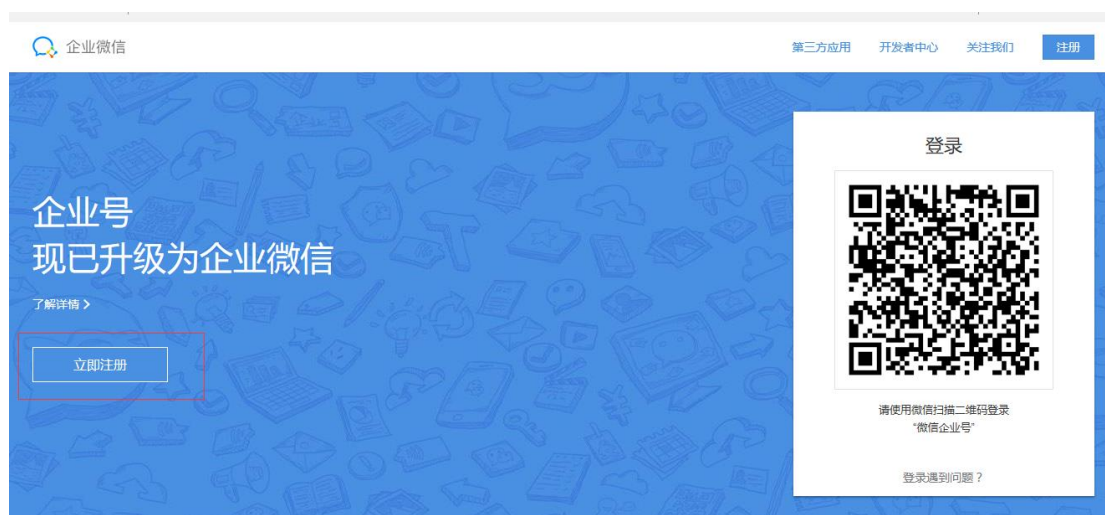 企业微信
第三方应用 开发者中心 关注我们 注册
企业号
现已升级为企业微信
了解详情 >
立即注册
登录
请使用微信扫描二维码登录
“微信企业号”
登录遇到问题？